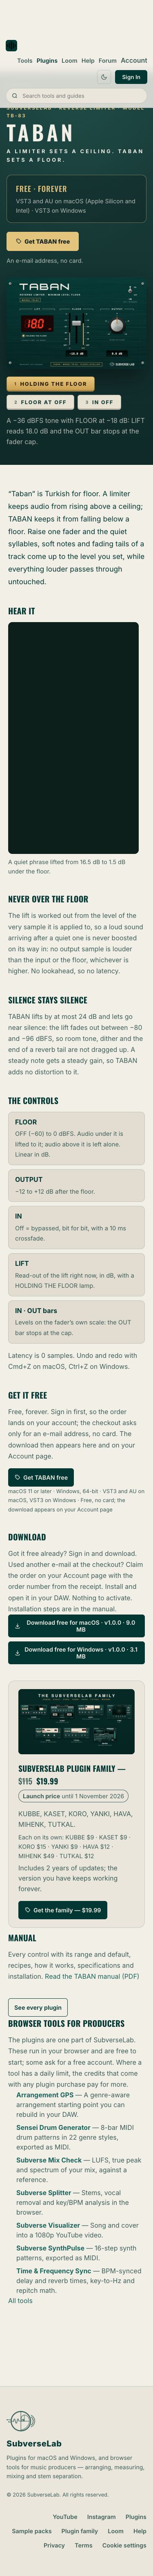 Tools Plugins Loom Help Forum Account
Sign In
Search tools and guides
SUBVERSELAB · REVERSE LIMITER · MODEL
TB-83
TABAN
A LIMITER SETS A CEILING. TABAN
SETS A FLOOR.
FREE · FOREVER
VST3 and AU on macOS (Apple Silicon and
Intel) · VST3 on Windows
Get TABAN free
An e-mail address, no card.
TABAN
18.0
1 HOLDING THE FLOOR
2 FLOOR AT OFF
3 IN OFF
A −36 dBFS tone with FLOOR at −18 dB: LIFT
reads 18.0 dB and the OUT bar stops at the
fader cap.
“Taban” is Turkish for floor. A limiter
keeps audio from rising above a ceiling;
TABAN keeps it from falling below a
floor. Raise one fader and the quiet
syllables, soft notes and fading tails of a
track come up to the level you set, while
everything louder passes through
untouched.
HEAR IT
A quiet phrase lifted from 16.5 dB to 1.5 dB
under the floor.
NEVER OVER THE FLOOR
The lift is worked out from the level of the
very sample it is applied to, so a loud sound
arriving after a quiet one is never boosted
on its way in: no output sample is louder
than the input or the floor, whichever is
higher. No lookahead, so no latency.
SILENCE STAYS SILENCE
TABAN lifts by at most 24 dB and lets go
near silence: the lift fades out between −80
and −96 dBFS, so room tone, dither and the
end of a reverb tail are not dragged up. A
steady note gets a steady gain, so TABAN
adds no distortion to it.
THE CONTROLS
FLOOR
OFF (−60) to 0 dBFS. Audio under it is
lifted to it; audio above it is left alone.
Linear in dB.
OUTPUT
−12 to +12 dB after the floor.
IN
Off = bypassed, bit for bit, with a 10 ms
crossfade.
LIFT
Read-out of the lift right now, in dB, with a
HOLDING THE FLOOR lamp.
IN · OUT bars
Levels on the fader’s own scale: the OUT
bar stops at the cap.
Latency is 0 samples. Undo and redo with
Cmd+Z on macOS, Ctrl+Z on Windows.
GET IT FREE
Free, forever. Sign in first, so the order
lands on your account; the checkout asks
only for an e-mail address, no card. The
download then appears here and on your
Account page.
Get TABAN free
macOS 11 or later · Windows, 64-bit · VST3 and AU on
macOS, VST3 on Windows · Free, no card; the
download appears on your Account page
DOWNLOAD
Got it free already? Sign in and download.
Used another e-mail at the checkout? Claim
the order on your Account page with the
order number from the receipt. Install and
open it in your DAW. Nothing to activate.
Installation steps are in the manual.
Download free for macOS · v1.0.0 · 9.0
MB
Download free for Windows · v1.0.0 · 3.1
MB
THE SUBVERSELAB FAMILY
SUBVERSELAB PLUGIN FAMILY —
$115 $19.99
Launch price until 1 November 2026
KUBBE, KASET, KORO, YANKI, HAVA,
MIHENK, TUTKAL.
Each on its own: KUBBE $9 · KASET $9 ·
KORO $15 · YANKI $9 · HAVA $12 ·
MIHENK $49 · TUTKAL $12
Includes 2 years of updates; the
version you have keeps working
forever.
Get the family — $19.99
MANUAL
Every control with its range and default,
recipes, how it works, specifications and
installation. Read the TABAN manual (PDF)
See every plugin
BROWSER TOOLS FOR PRODUCERS
The plugins are one part of SubverseLab.
These run in your browser and are free to
start; some ask for a free account. Where a
tool has a daily limit, the credits that come
with any plugin purchase pay for more.
Arrangement GPS — A genre-aware
arrangement starting point you can
rebuild in your DAW.
Sensei Drum Generator — 8-bar MIDI
drum patterns in 22 genre styles,
exported as MIDI.
Subverse Mix Check — LUFS, true peak
and spectrum of your mix, against a
reference.
Subverse Splitter — Stems, vocal
removal and key/BPM analysis in the
browser.
Subverse Visualizer — Song and cover
into a 1080p YouTube video.
Subverse SynthPulse — 16-step synth
patterns, exported as MIDI.
Time & Frequency Sync — BPM-synced
delay and reverb times, key-to-Hz and
repitch math.
All tools
SubverseLab
Plugins for macOS and Windows, and browser
tools for music producers — arranging, measuring,
mixing and stem separation.
© 2026 SubverseLab. All rights reserved.
YouTube Instagram Plugins
Sample packs Plugin family Loom Help
Privacy Terms Cookie settings